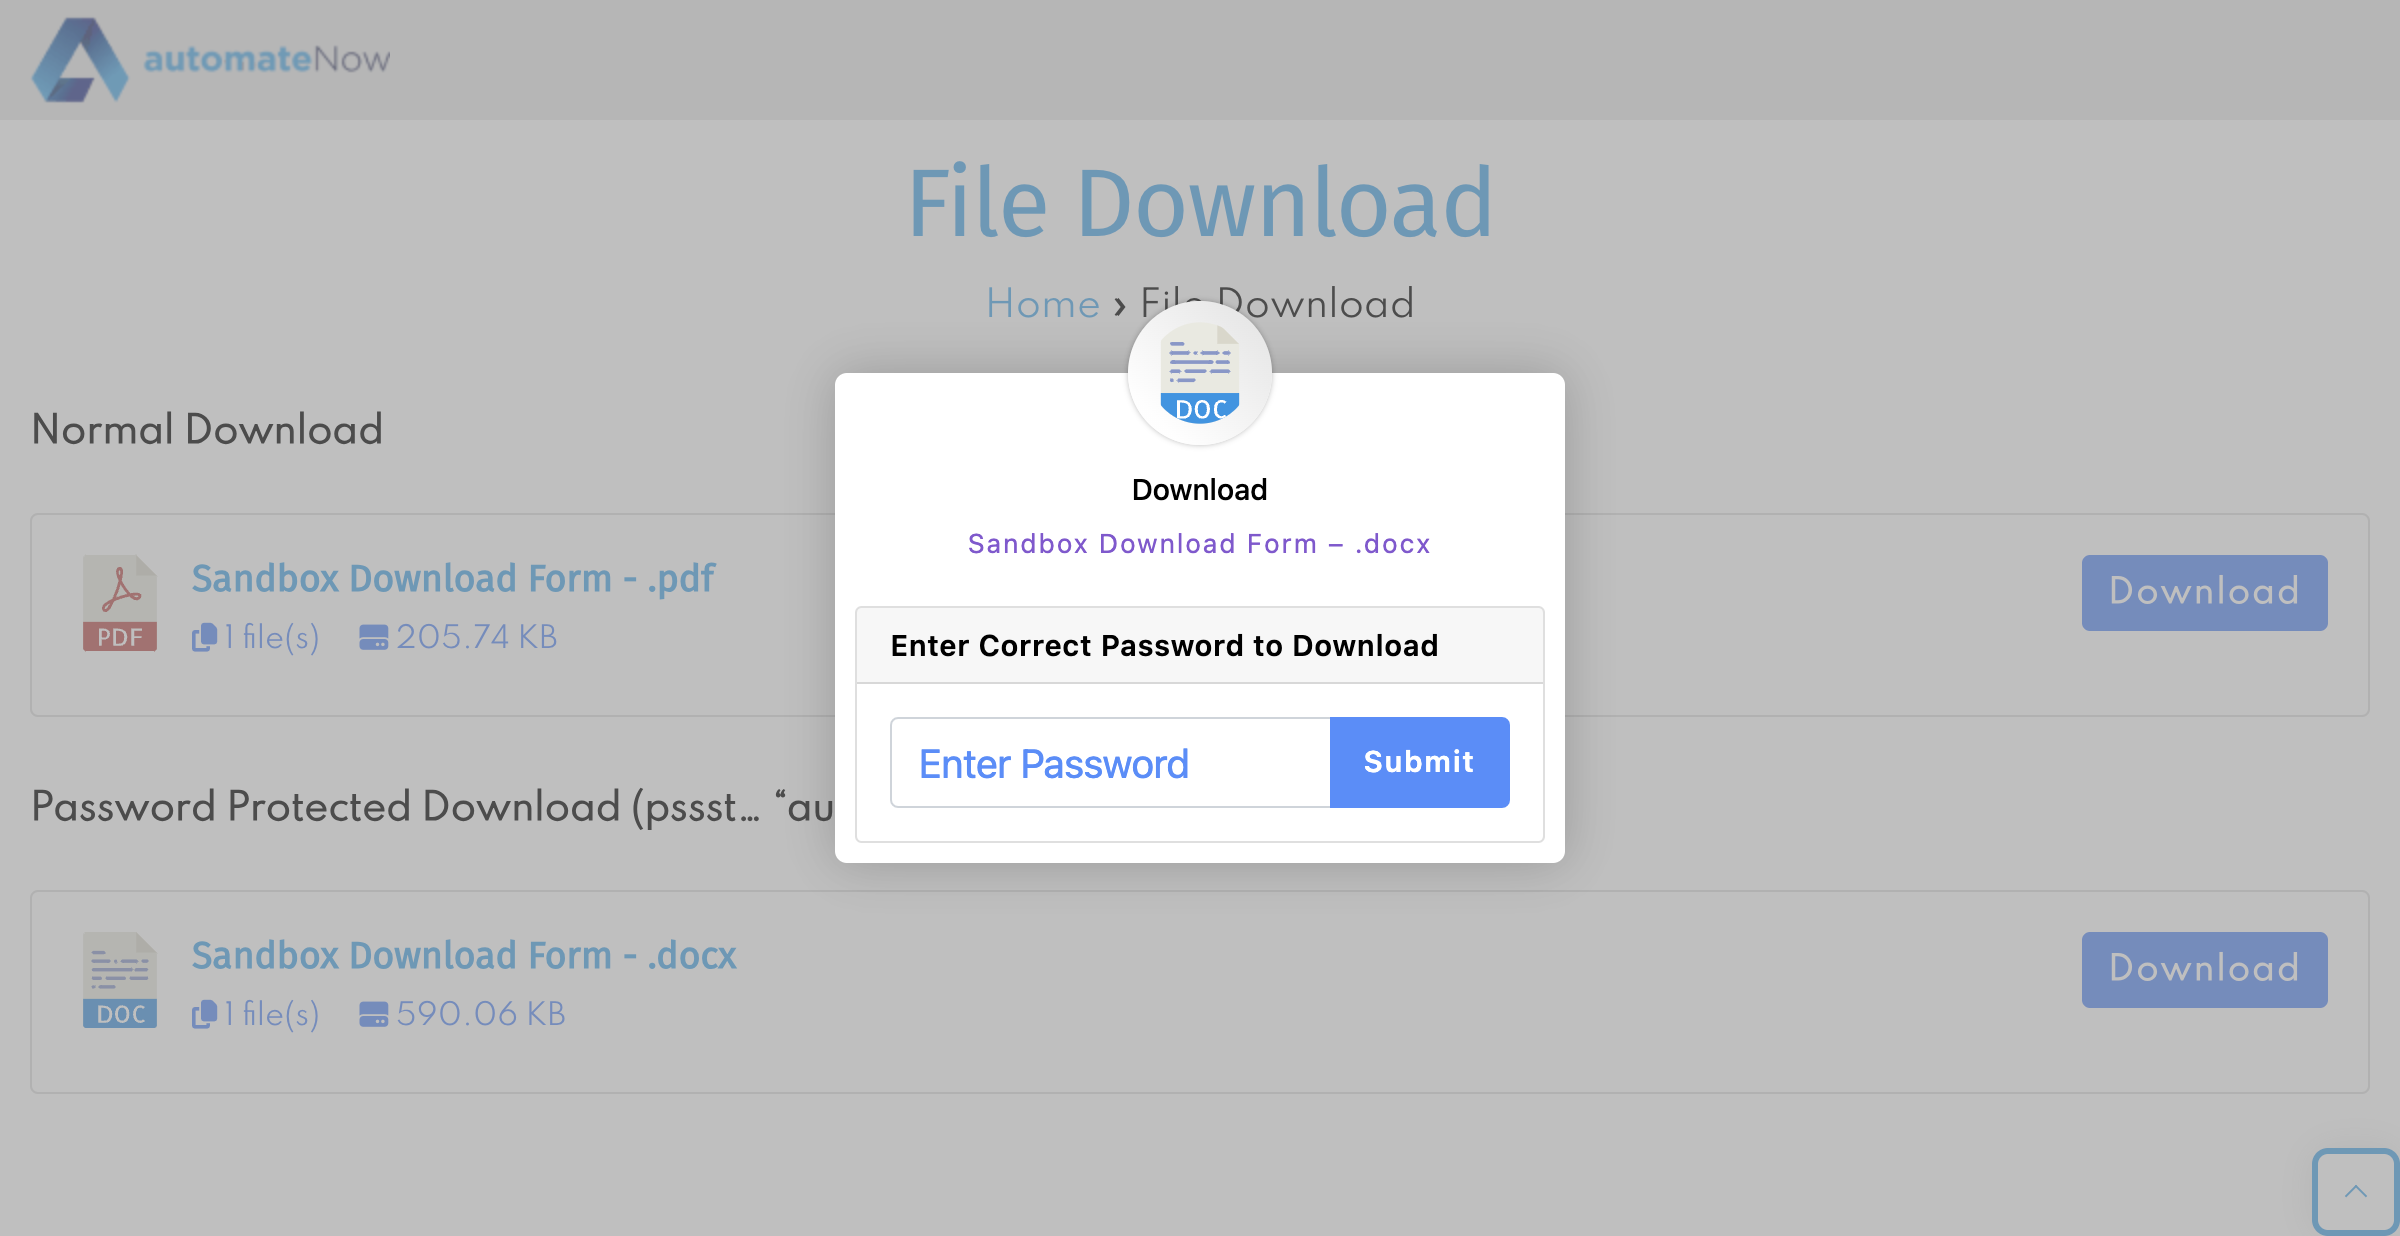 automateNow
File Download
Home › File Download
Normal Download
PDF
Sandbox Download Form - .pdf
1 file(s) 205.74 KB
Download
DOC
Download
Sandbox Download Form – .docx
Enter Correct Password to Download
Enter Password
Submit
Password Protected Download (pssst… “au
DOC
Sandbox Download Form - .docx
1 file(s) 590.06 KB
Download